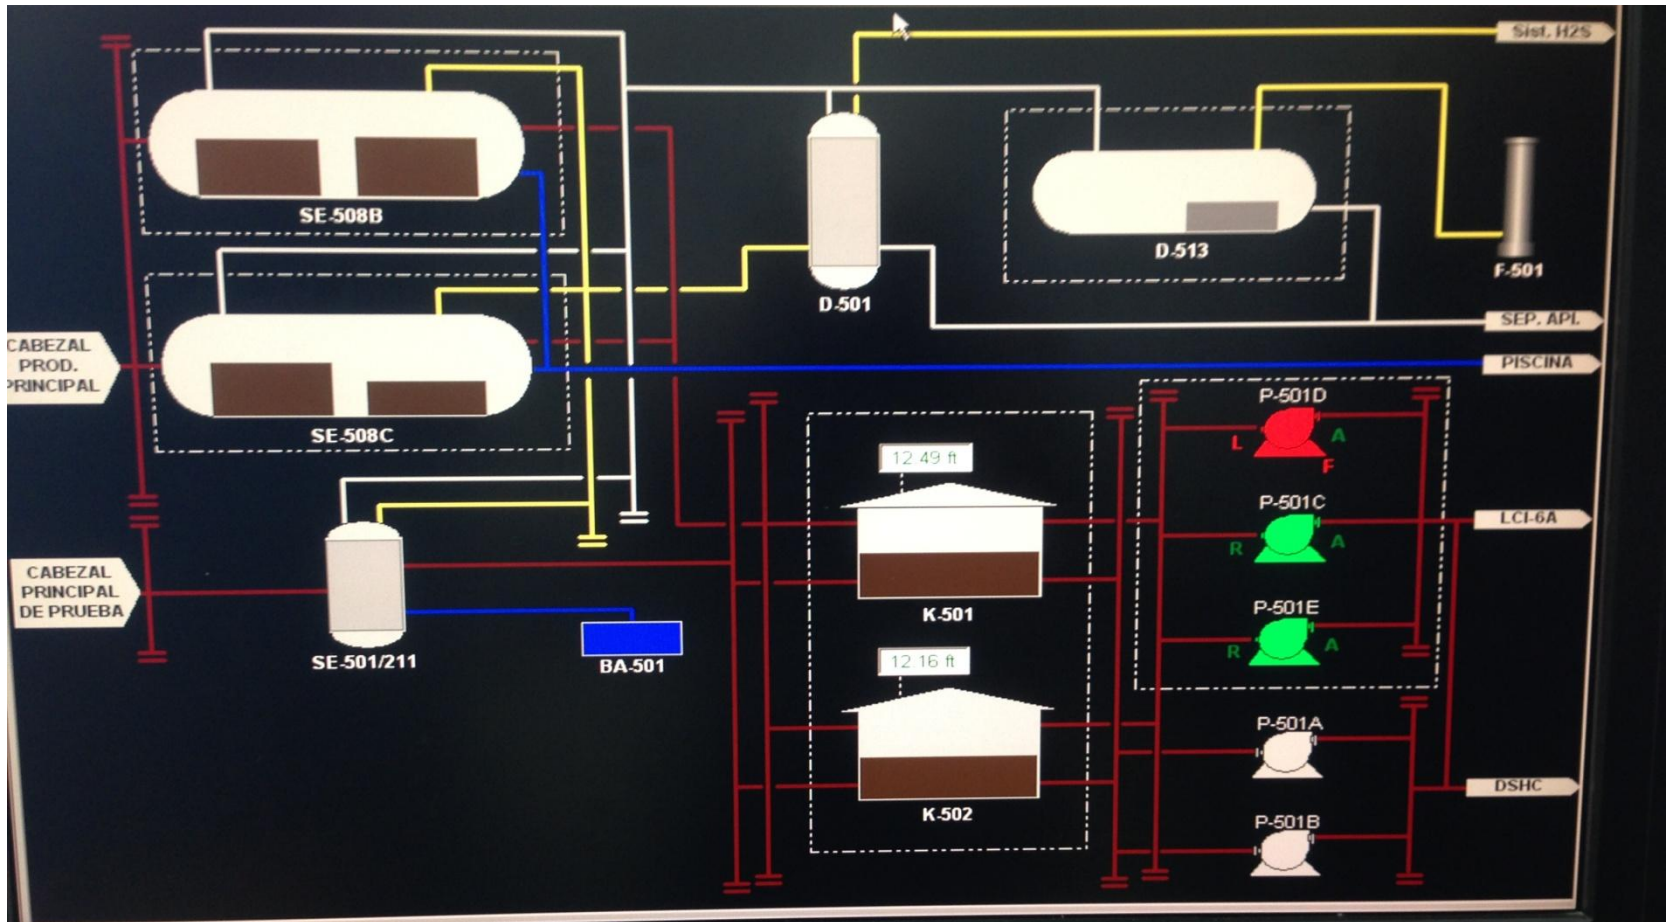 Sist. H2S
SE-508B
D-501
D-513
F-501
SEP. API.
CABEZAL
PROD.
PRINCIPAL
PISCINA
SE-508C
P-501D
L
A
F
12.49 ft
K-501
P-501C
R
A
LCI-6A
CABEZAL
PRINCIPAL
DE PRUEBA
SE-501/211
BA-501
P-501E
R
A
12.16 ft
K-502
P-501A
DSHC
P-501B